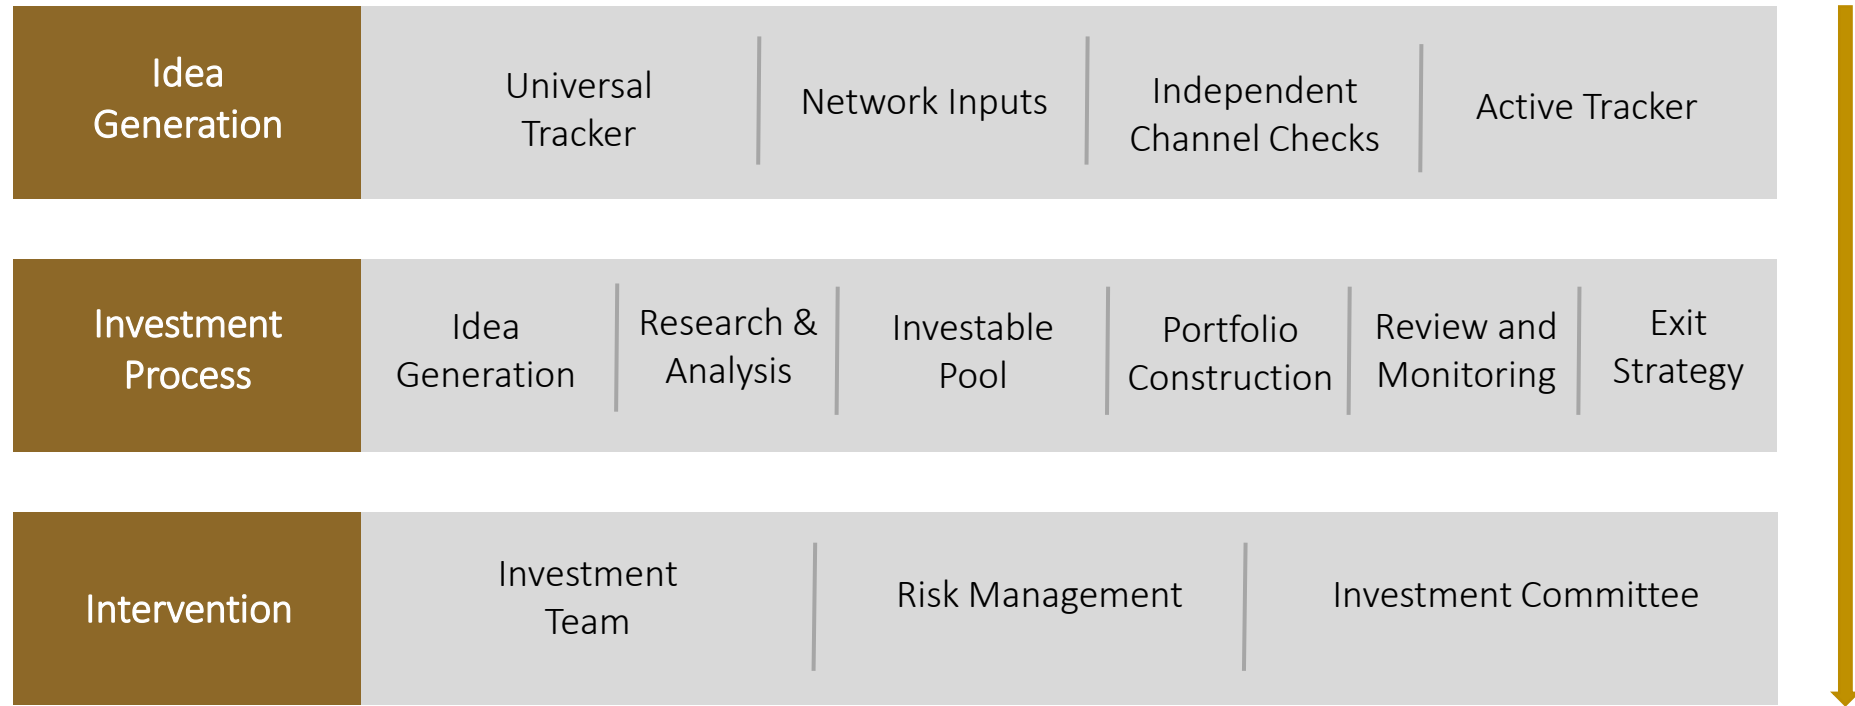 Idea
Generation
Universal
Tracker
Network Inputs
Independent
Channel Checks
Active Tracker
Investment
Process
Idea
Generation
Research &
Analysis
Investable
Pool
Portfolio
Construction
Review and
Monitoring
Exit
Strategy
Intervention
Investment
Team
Risk Management
Investment Committee